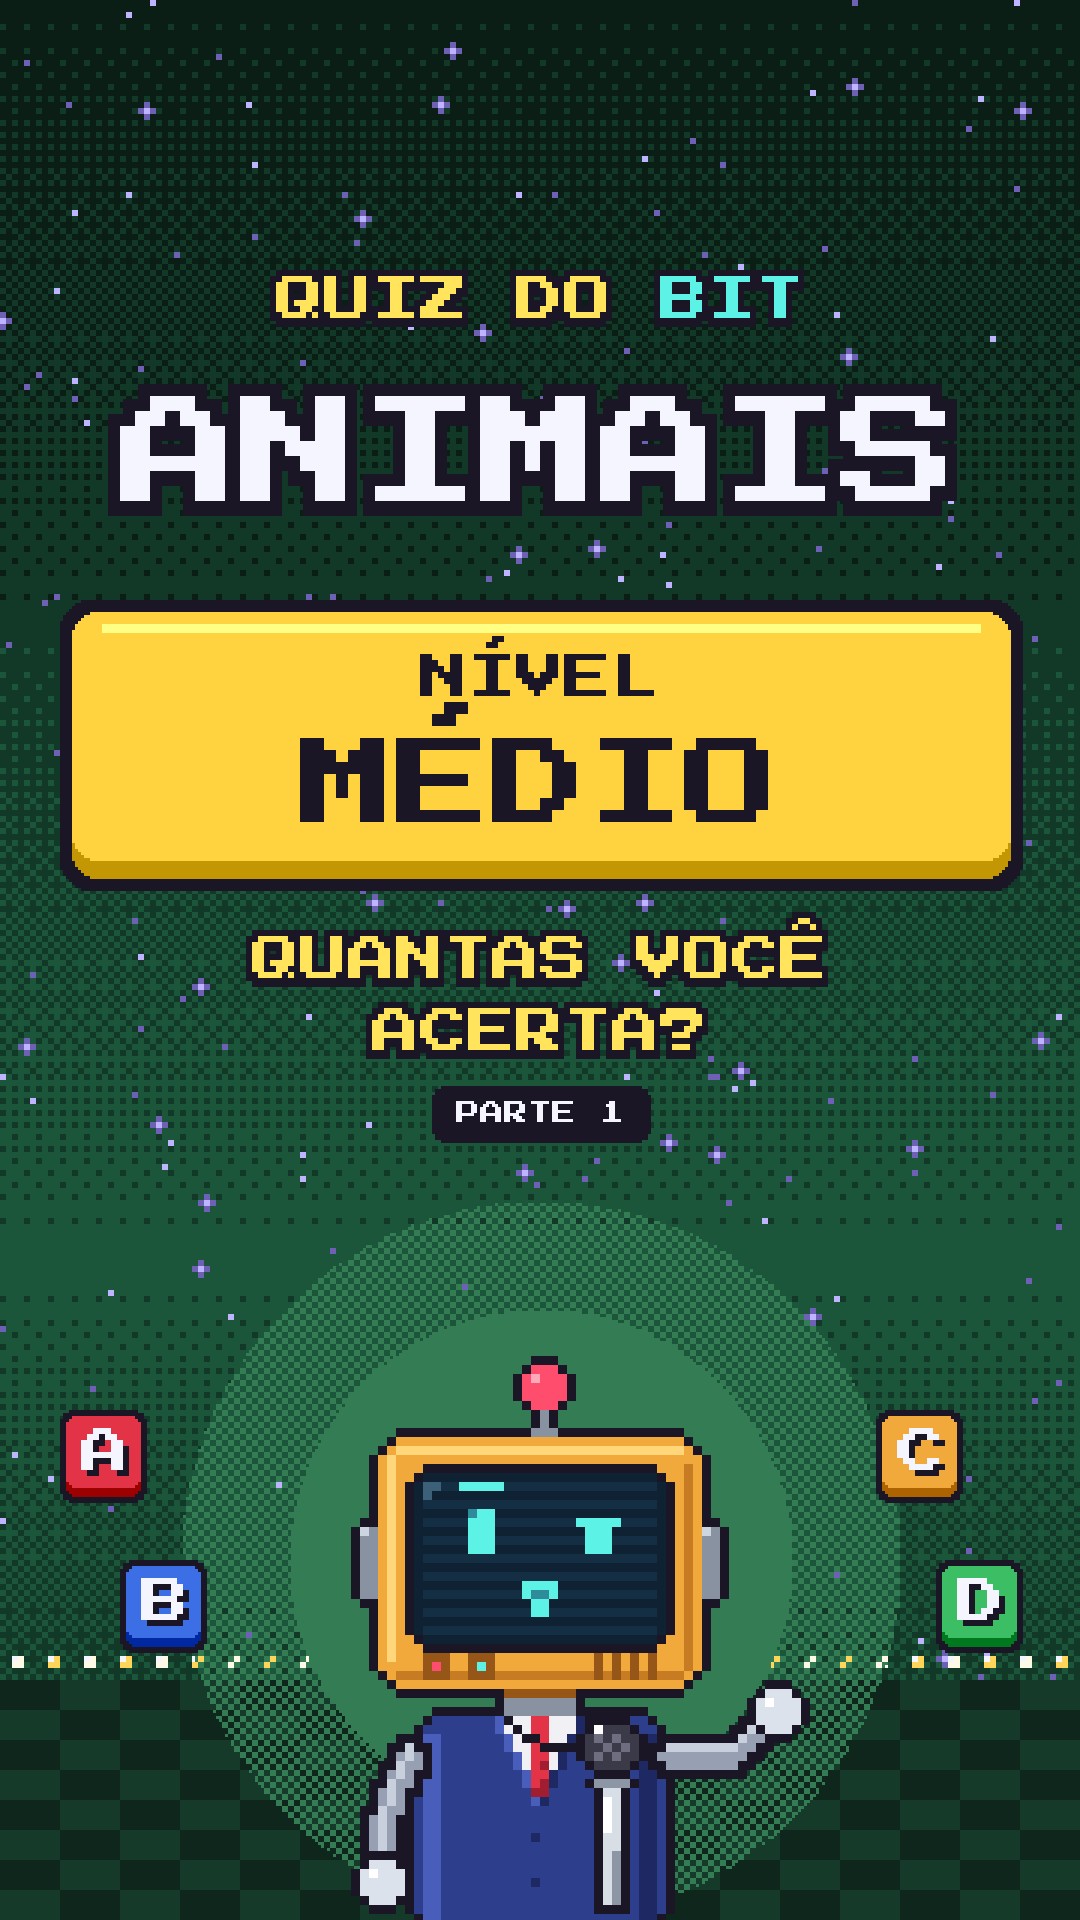 QUIZ DO BIT
ANIMAIS
NÍVEL
MÉDIO
QUANTAS VOCÊ
ACERTA?
PARTE 1
A
C
B
D